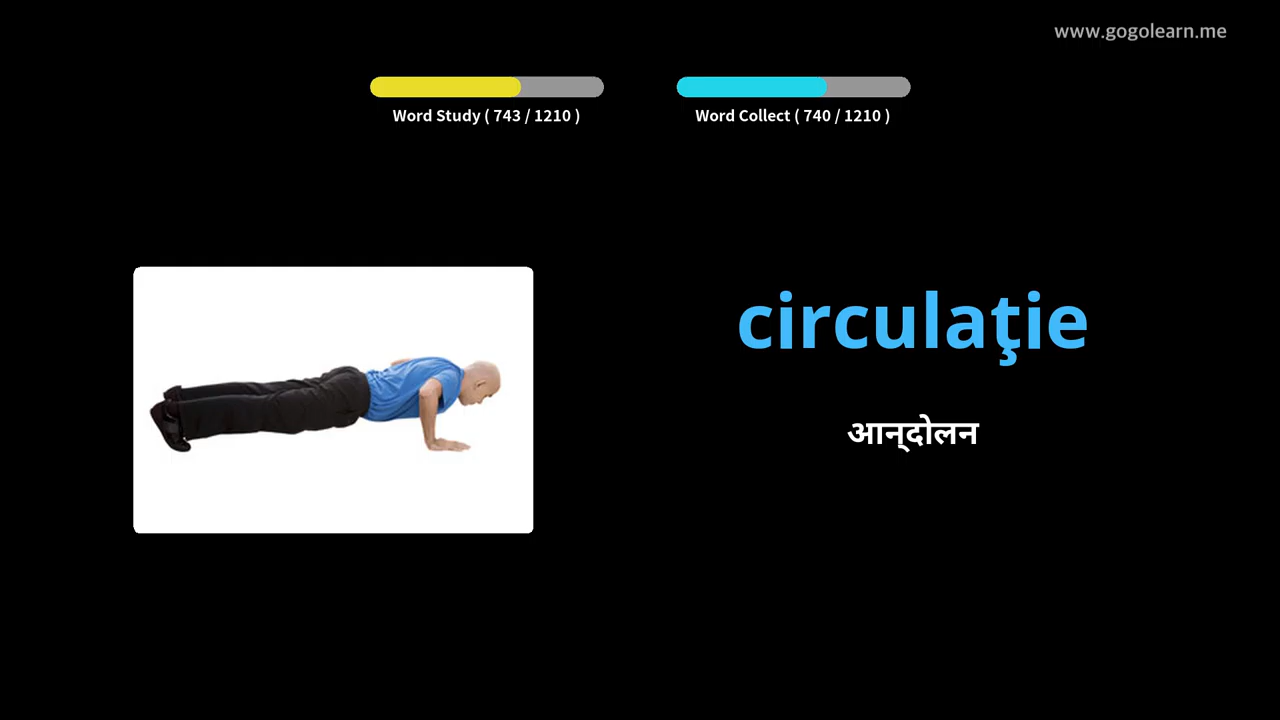 www.gogolearn.me
Word Study ( 743 / 1210 )
Word Collect ( 740 / 1210 )
circulaţie
आन्‌दोलन